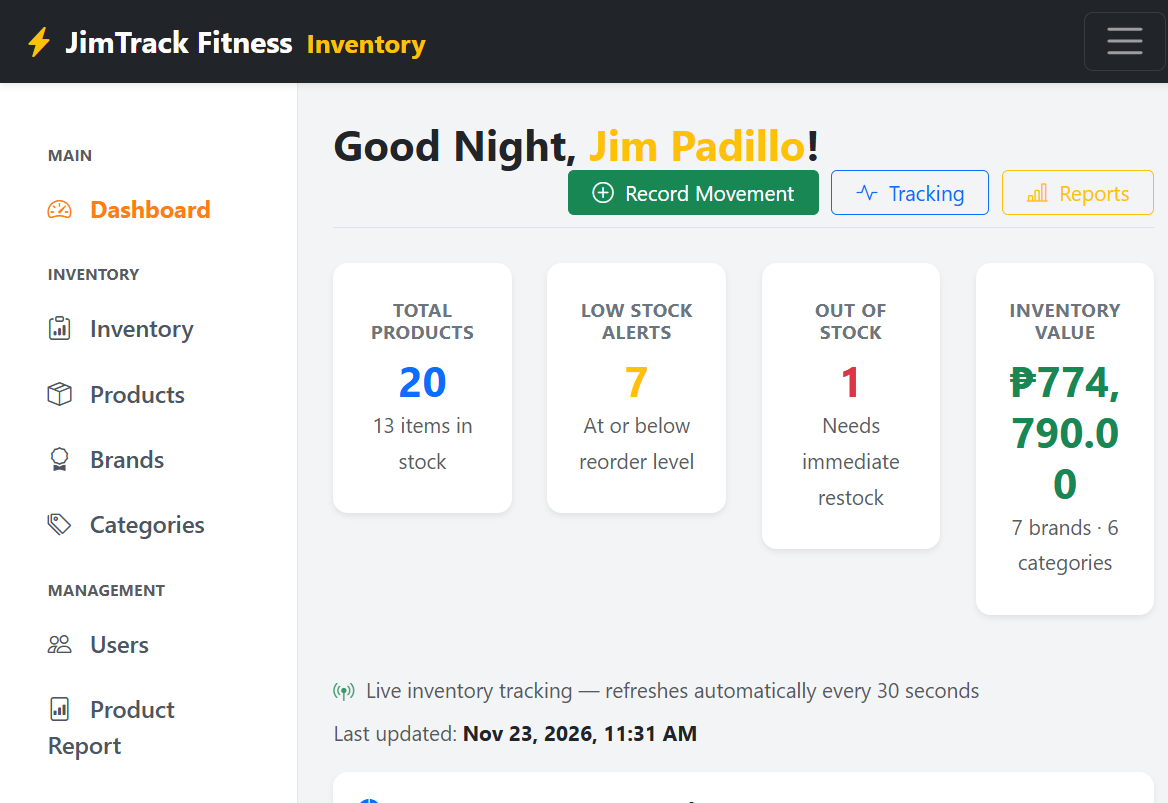 JimTrack Fitness Inventory
MAIN
Dashboard
INVENTORY
Inventory
Products
Brands
Categories
MANAGEMENT
Users
Product
Report
Good Night, Jim Padillo!
Record Movement
Tracking
Reports
TOTAL
PRODUCTS
20
13 items in
stock
LOW STOCK
ALERTS
7
At or below
reorder level
OUT OF
STOCK
1
Needs
immediate
restock
INVENTORY
VALUE
₱774,
790.0
0
7 brands · 6
categories
Live inventory tracking — refreshes automatically every 30 seconds
Last updated: Nov 23, 2026, 11:31 AM